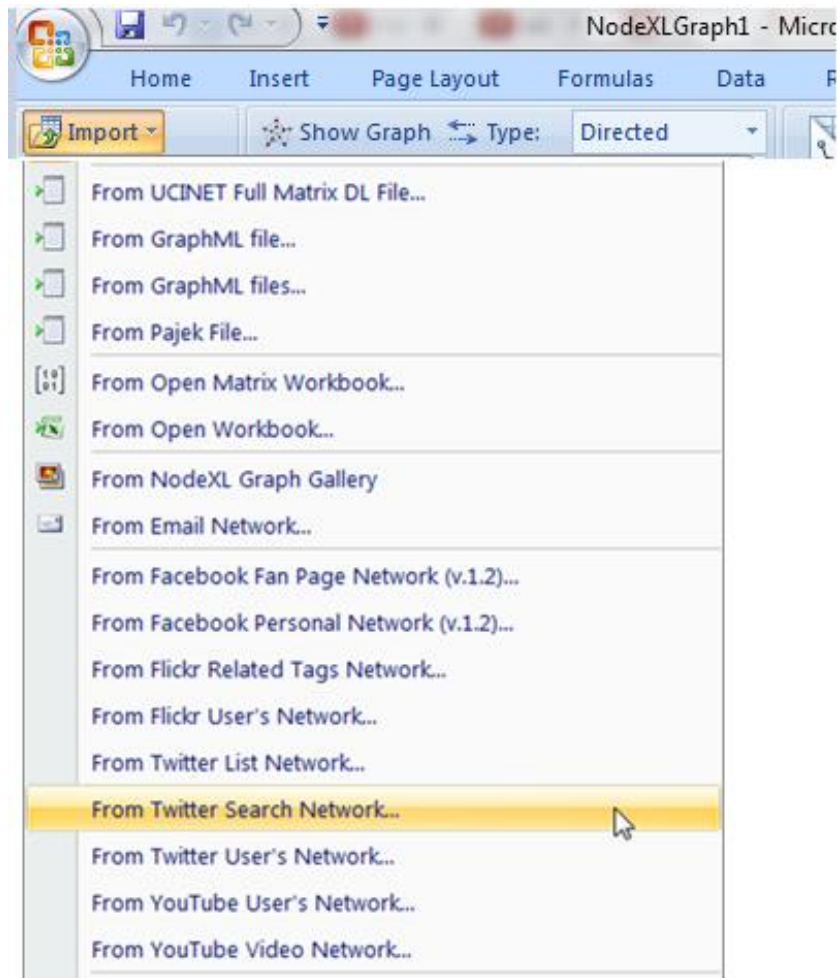 NodeXLGraph1 - Micro
Home Insert Page Layout Formulas Data
Import Show Graph Type: Directed
From UCINET Full Matrix DL File...
From GraphML file...
From GraphML files...
From Pajek File...
From Open Matrix Workbook...
From Open Workbook...
From NodeXL Graph Gallery
From Email Network...
From Facebook Fan Page Network (v.1.2)...
From Facebook Personal Network (v.1.2)...
From Flickr Related Tags Network...
From Flickr User's Network...
From Twitter List Network...
From Twitter Search Network...
From Twitter User's Network...
From YouTube User's Network...
From YouTube Video Network...